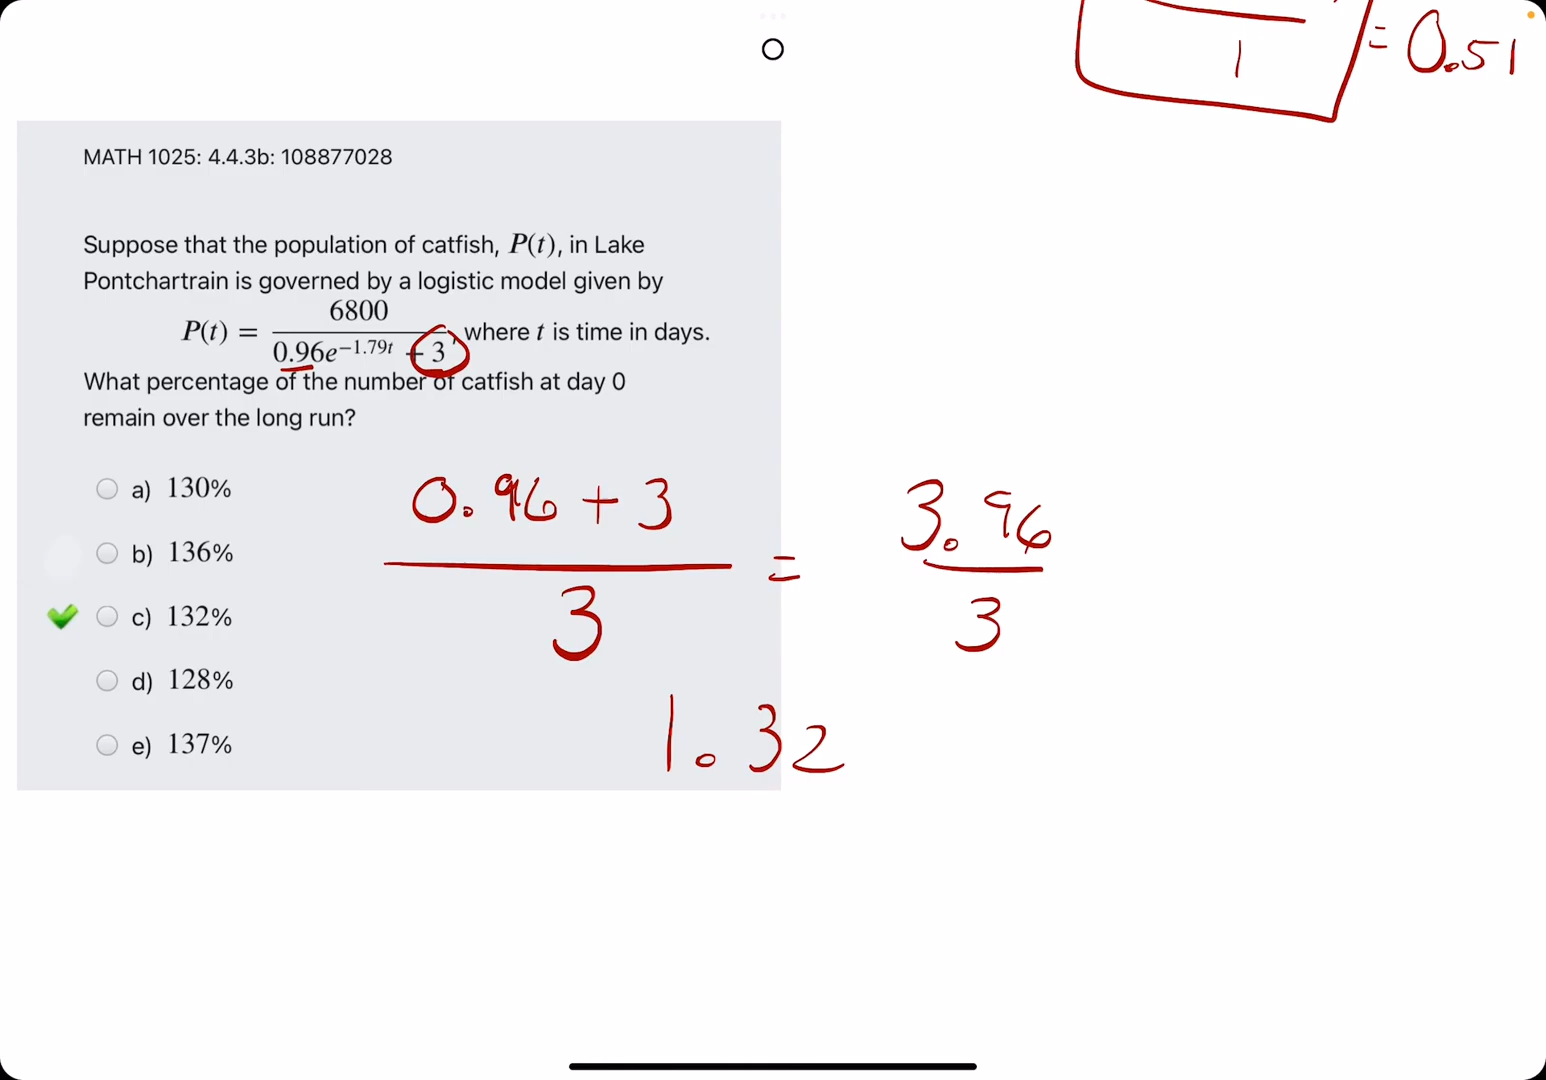 1
= 0.51
MATH 1025: 4.4.3b: 108877028
Suppose that the population of catfish, P(t), in Lake
Pontchartrain is governed by a logistic model given by
P(t) = 6800 / 0.96e^{-1.79t} + 3, where t is time in days.
What percentage of the number of catfish at day 0
remain over the long run?
a) 130%
b) 136%
c) 132%
d) 128%
e) 137%
0.96 + 3
3
=
3.96
3
1.32